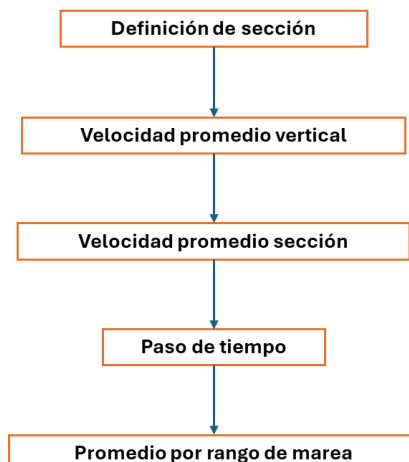 Definición de sección
Velocidad promedio vertical
Velocidad promedio sección
Paso de tiempo
Promedio por rango de marea